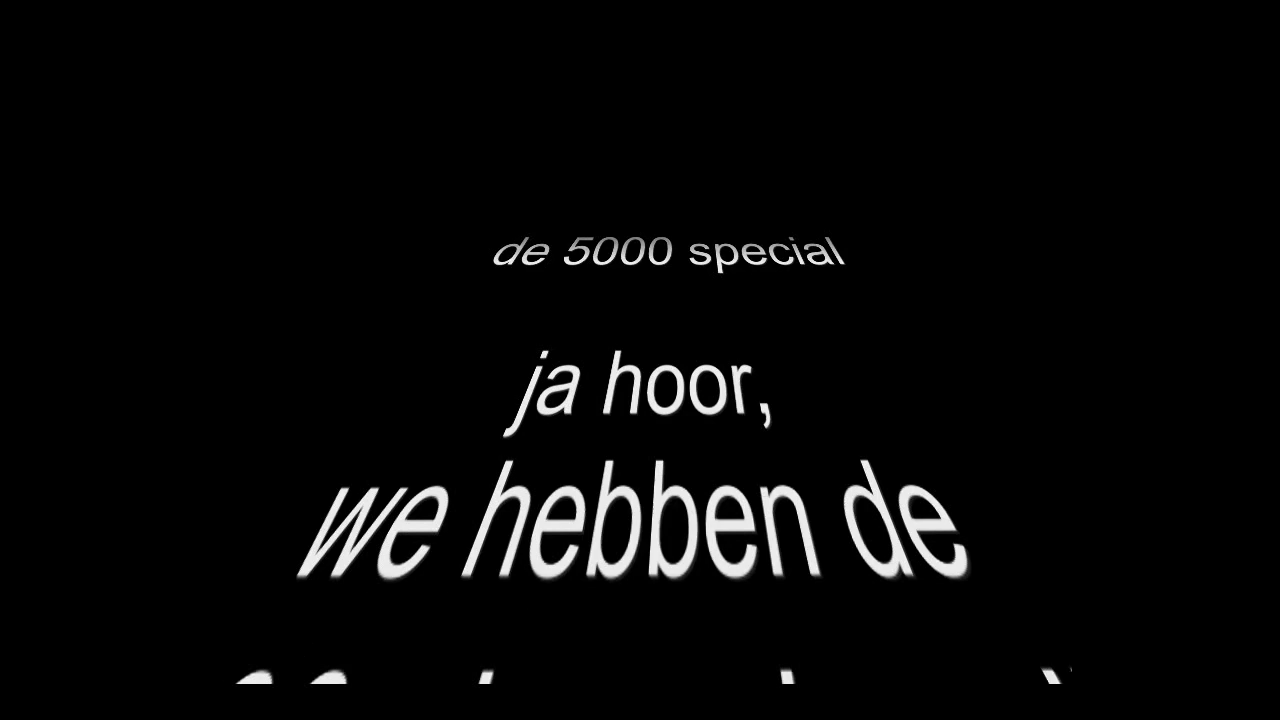 de 5000 special
ja hoor,
we hebben de